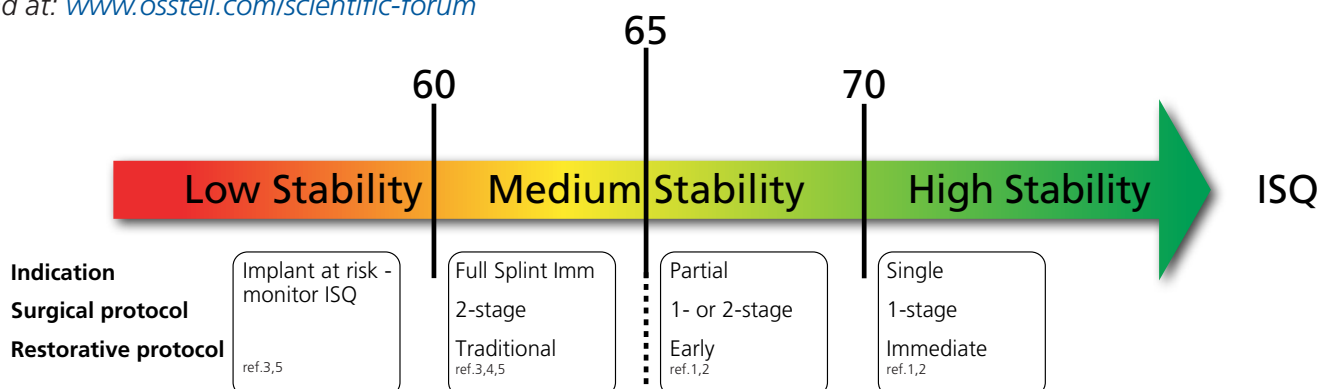 d at: www.osstell.com/scientific-forum
65
60
70
Low Stability
Medium Stability
High Stability
ISQ
Indication
Surgical protocol
Restorative protocol
Implant at risk -
monitor ISQ
ref.3,5
Full Splint Imm
2-stage
Traditional
ref.3,4,5
Partial
1- or 2-stage
Early
ref.1,2
Single
1-stage
Immediate
ref.1,2